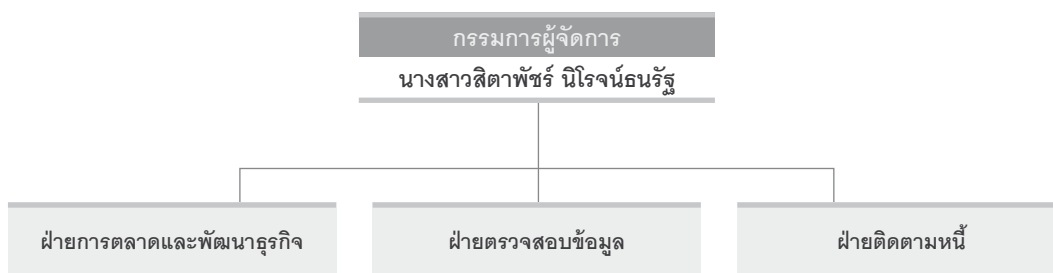 กรรมการผู้จัดการ
นางสาวสิตาพัชร์ นิโรจน์ธนรัฐ
ฝ่ายการตลาดและพัฒนาธุรกิจ
ฝ่ายตรวจสอบข้อมูล
ฝ่ายติดตามหนี้